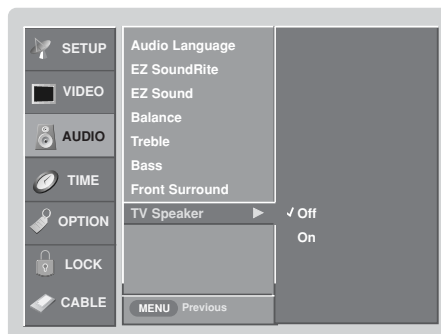 SETUP
VIDEO
AUDIO
TIME
OPTION
LOCK
CABLE
Audio Language
EZ SoundRite
EZ Sound
Balance
Treble
Bass
Front Surround
TV Speaker
Off
On
MENU Previous